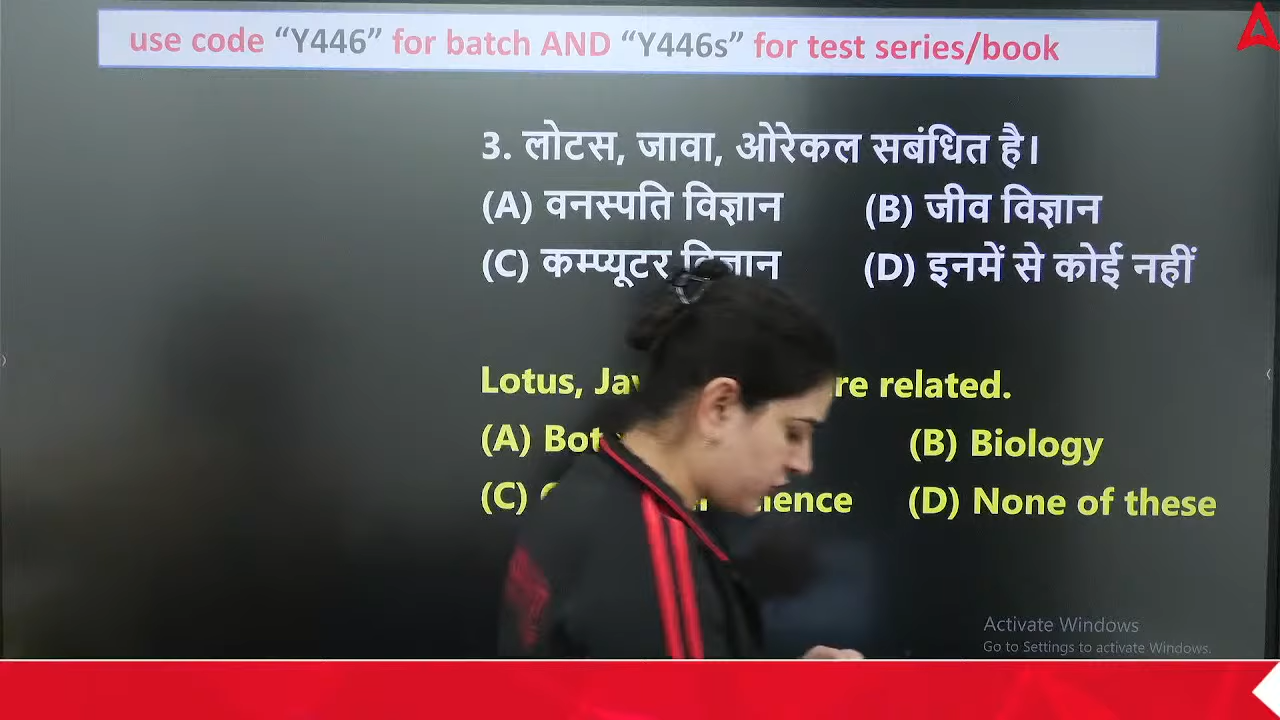 use code “Y446” for batch AND “Y446s” for test series/book
3. लोटस, जावा, ओरेकल सबंधित है।
(A) वनस्पति विज्ञान (B) जीव विज्ञान
(C) कम्प्यूटर विज्ञान (D) इनमें से कोई नहीं
Lotus, are related.
(A) (B) Biology
(C) (D) None of these
Activate Windows
Go to Settings to activate Windows.